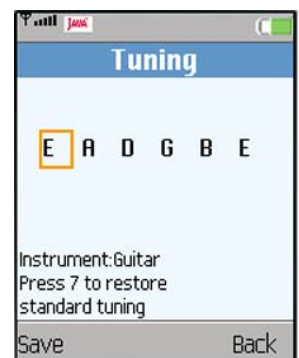 Java
Tuning
E A D G B E
Instrument:Guitar
Press 7 to restore
standard tuning
Save Back